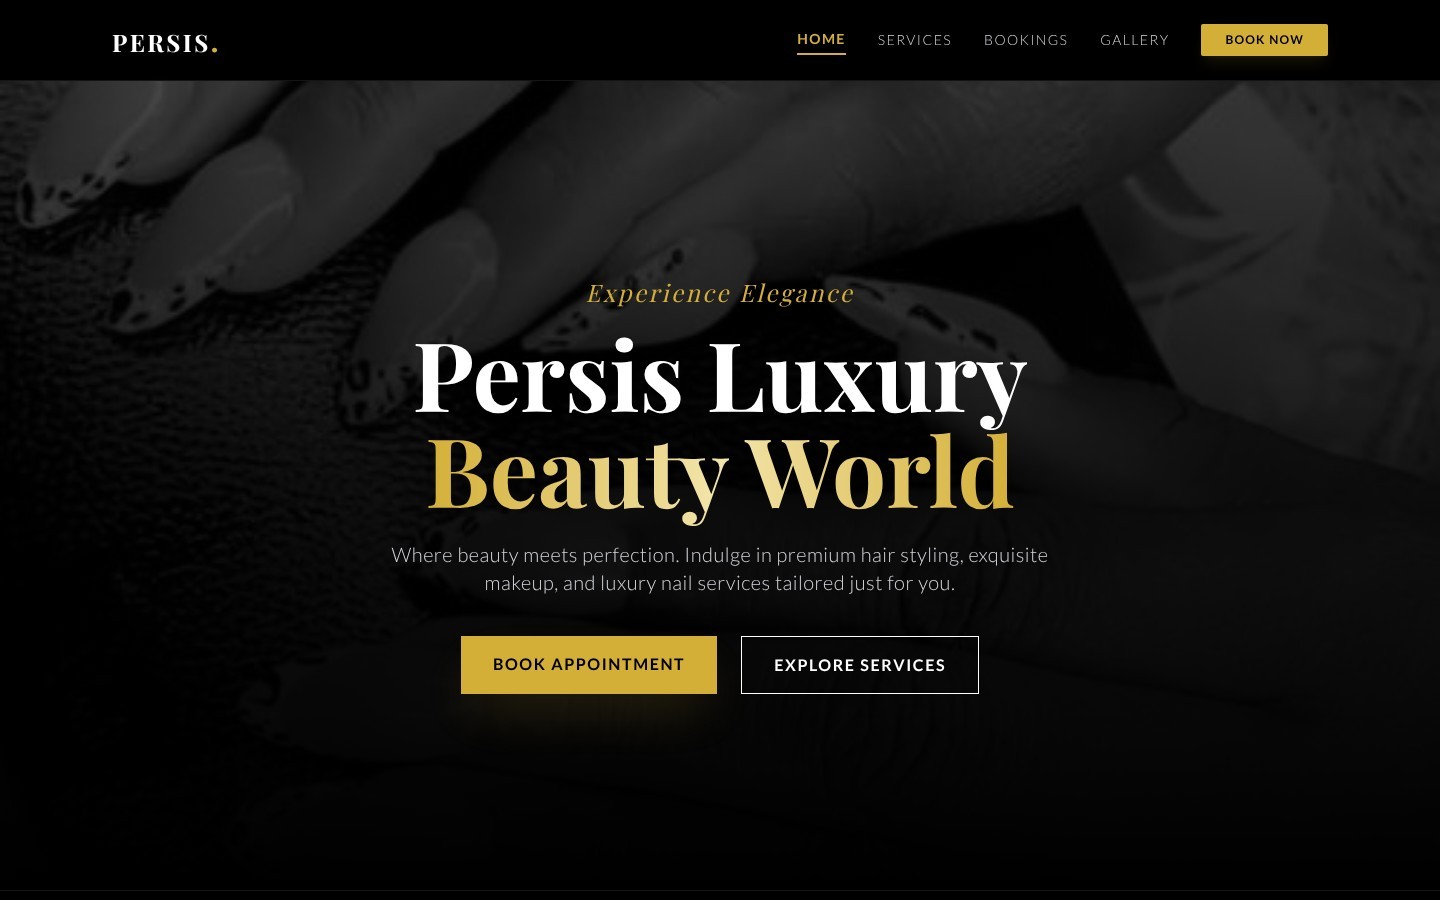 PERSIS.
HOME
SERVICES
BOOKINGS
GALLERY
BOOK NOW
Experience Elegance
Persis Luxury
Beauty World
Where beauty meets perfection. Indulge in premium hair styling, exquisite
makeup, and luxury nail services tailored just for you.
BOOK APPOINTMENT
EXPLORE SERVICES